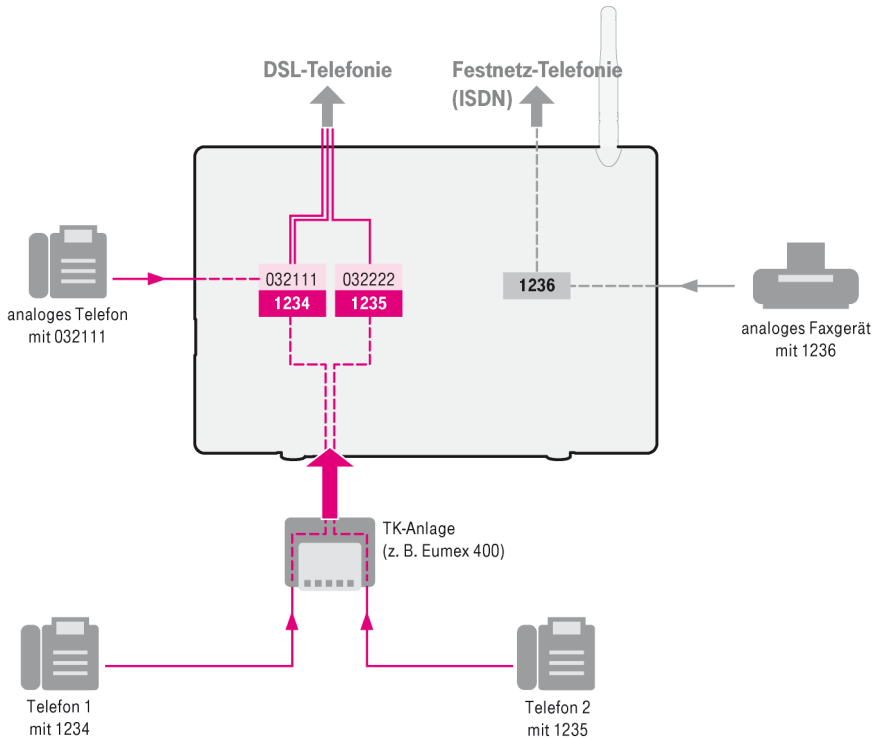 DSL-Telefonie
Festnetz-Telefonie
(ISDN)
032111
1234
032222
1235
1236
analoges Telefon
mit 032111
analoges Faxgerät
mit 1236
TK-Anlage
(z. B. Eumex 400)
Telefon 1
mit 1234
Telefon 2
mit 1235